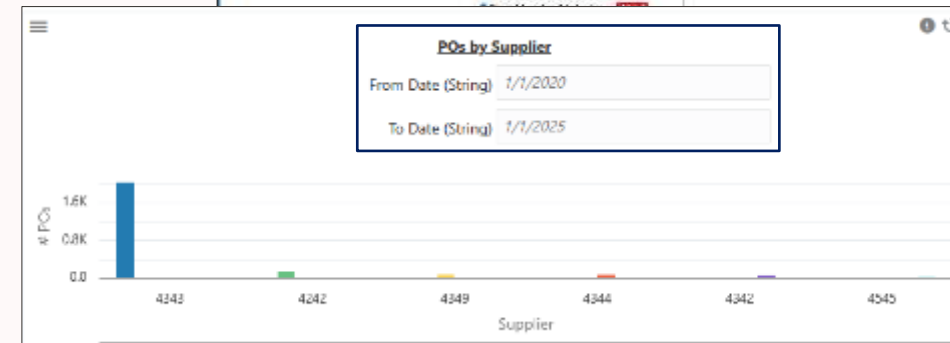 POs by Supplier
From Date (String) 1/1/2020
To Date (String) 1/1/2025
# POs
1.6K
0.8K
0.0
4343 4242 4349 4344 4342 4545
Supplier